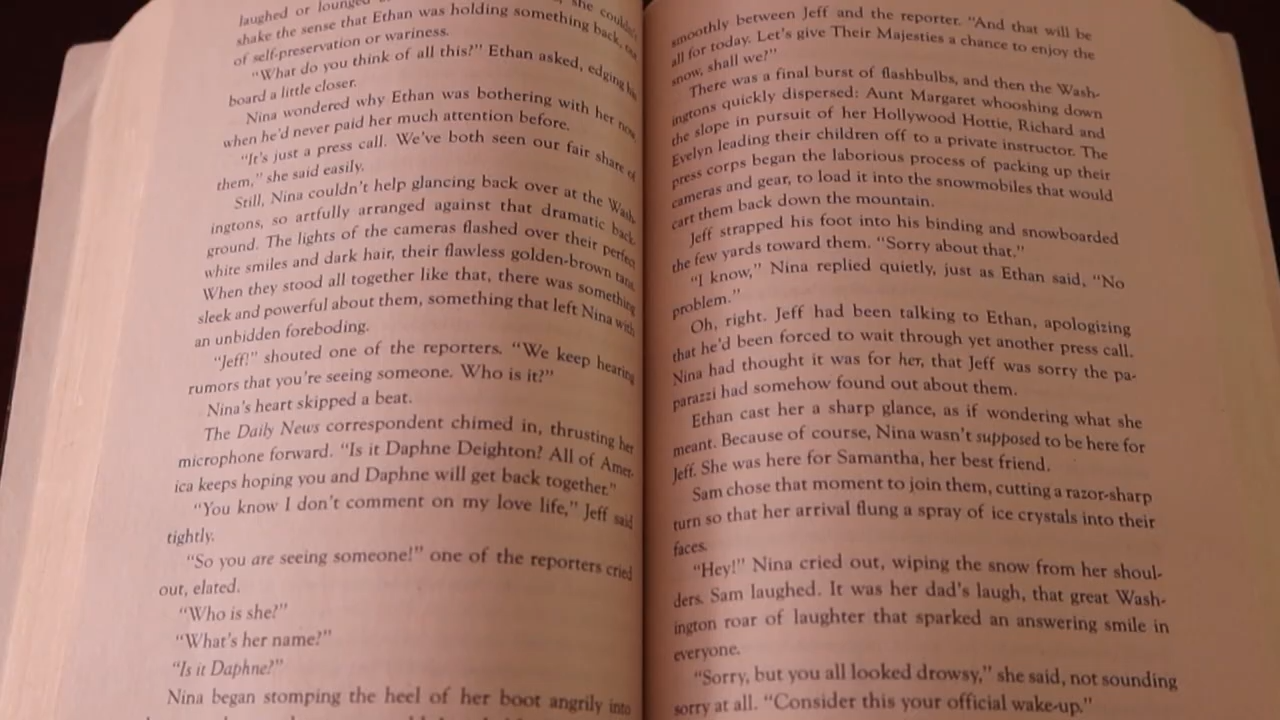 laughed or lounged
she couldn't
shake the sense that Ethan was holding something back, out
of self-preservation or wariness.
"What do you think of all this?" Ethan asked, edging his
board a little closer.
Nina wondered why Ethan was bothering with her now,
when he'd never paid her much attention before.
"It's just a press call. We've both seen our fair share of
them," she said easily.
Still, Nina couldn't help glancing back over at the Wash-
ingtons, so artfully arranged against that dramatic back-
ground. The lights of the cameras flashed over their perfect
white smiles and dark hair, their flawless golden-brown tans.
When they stood all together like that, there was something
sleek and powerful about them, something that left Nina with
an unbidden foreboding.
"Jeff!" shouted one of the reporters. "We keep hearing
rumors that you're seeing someone. Who is it?"
Nina's heart skipped a beat.
The Daily News correspondent chimed in, thrusting her
microphone forward. "Is it Daphne Deighton? All of Amer-
ica keeps hoping you and Daphne will get back together."
"You know I don't comment on my love life," Jeff said
tightly.
"So you are seeing someone!" one of the reporters cried
out, elated.
"Who is she?"
"What's her name?"
"Is it Daphne?"
Nina began stomping the heel of her boot angrily into
smoothly between Jeff and the reporter. "And that will be
all for today. Let's give Their Majesties a chance to enjoy the
snow, shall we?"
There was a final burst of flashbulbs, and then the Wash-
ingtons quickly dispersed: Aunt Margaret whooshing down
the slope in pursuit of her Hollywood Hottie, Richard and
Evelyn leading their children off to a private instructor. The
press corps began the laborious process of packing up their
cameras and gear, to load it into the snowmobiles that would
cart them back down the mountain.
Jeff strapped his foot into his binding and snowboarded
the few yards toward them. "Sorry about that."
"I know," Nina replied quietly, just as Ethan said, "No
problem."
Oh, right. Jeff had been talking to Ethan, apologizing
that he'd been forced to wait through yet another press call.
Nina had thought it was for her, that Jeff was sorry the pa-
parazzi had somehow found out about them.
Ethan cast her a sharp glance, as if wondering what she
meant. Because of course, Nina wasn't supposed to be here for
Jeff. She was here for Samantha, her best friend.
Sam chose that moment to join them, cutting a razor-sharp
turn so that her arrival flung a spray of ice crystals into their
faces.
"Hey!" Nina cried out, wiping the snow from her shoul-
ders. Sam laughed. It was her dad's laugh, that great Wash-
ington roar of laughter that sparked an answering smile in
everyone.
"Sorry, but you all looked drowsy," she said, not sounding
sorry at all. "Consider this your official wake-up."